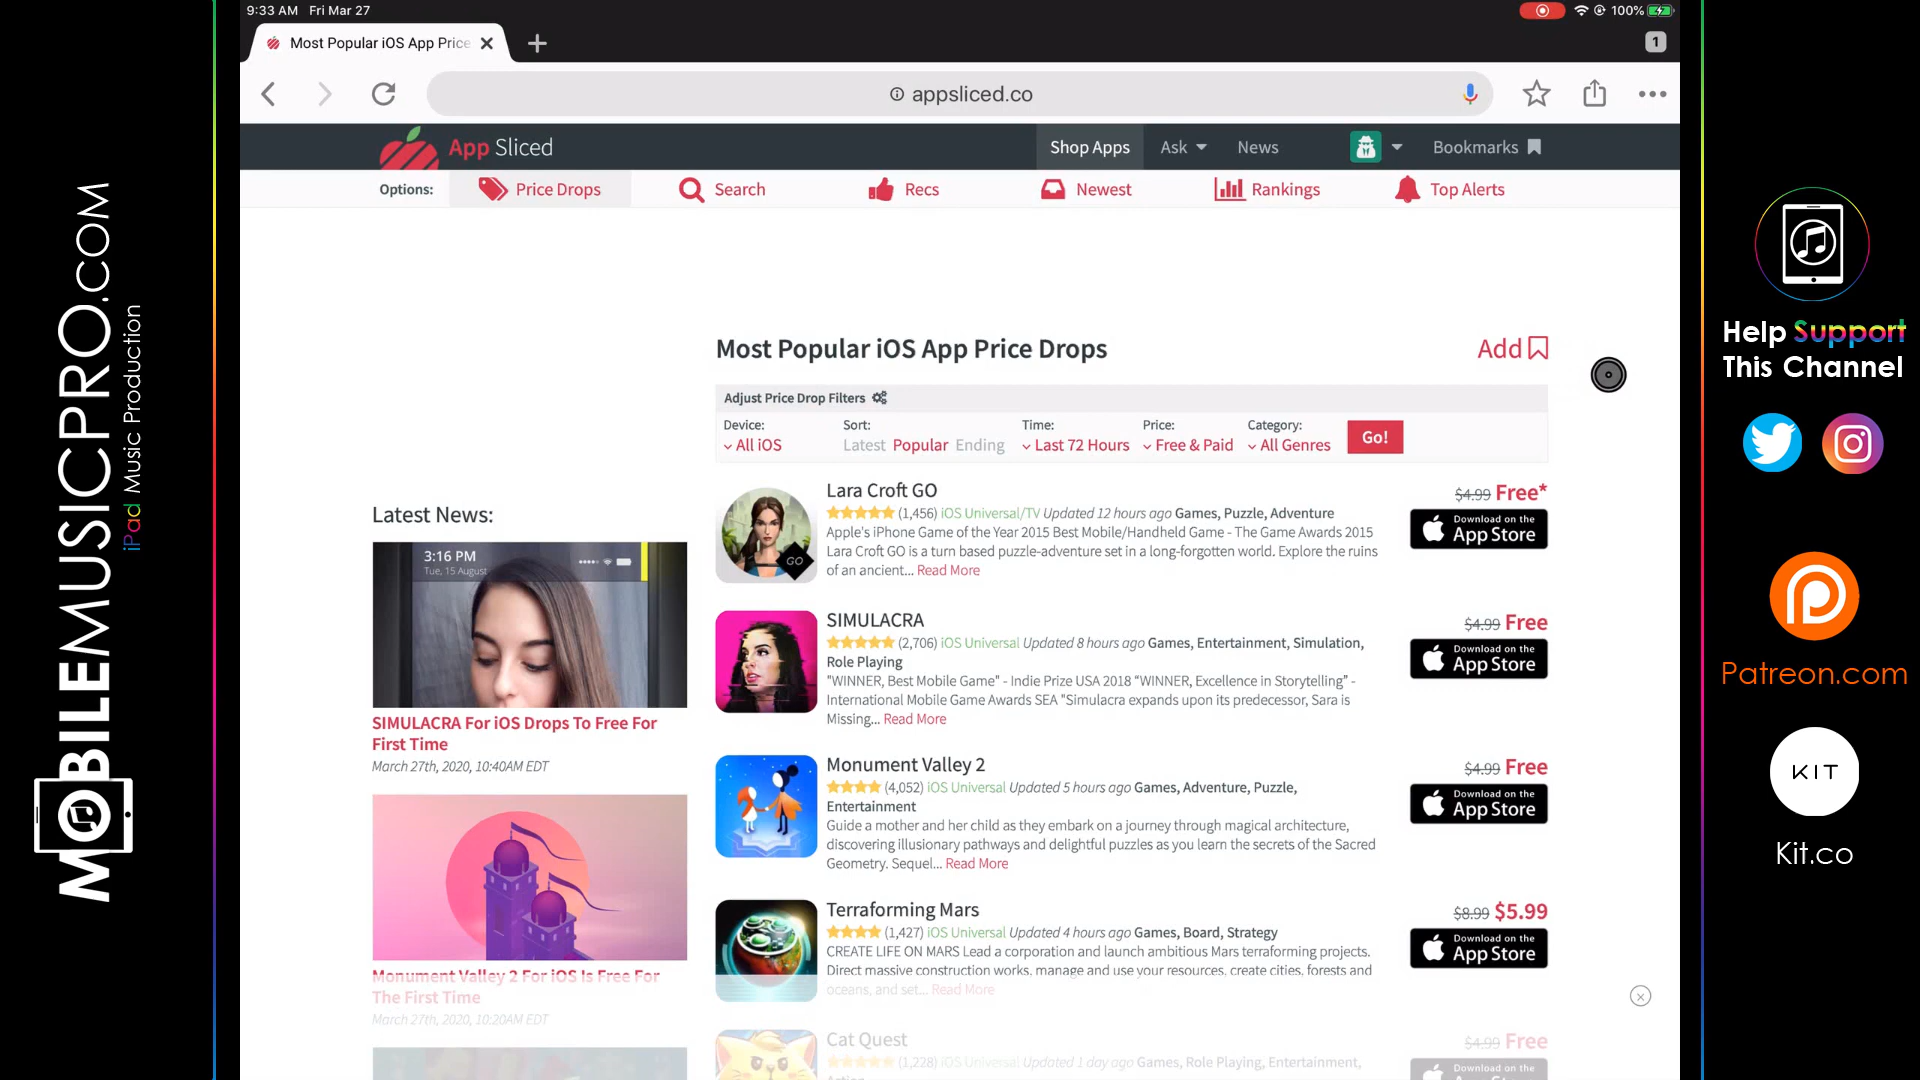 9:33 AM Fri Mar 27
100%
Most Popular iOS App Price
1
appsliced.co
App Sliced
Shop Apps
Ask
News
Bookmarks
Options:
Price Drops
Search
Recs
Newest
Rankings
Top Alerts
MOBILEMUSICPRO.COM
iPad Music Production
Most Popular iOS App Price Drops
Add
Adjust Price Drop Filters
Device:
All iOS
Sort:
Latest Popular Ending
Time:
Last 72 Hours
Price:
Free & Paid
Category:
All Genres
Go!
Latest News:
3:16 PM
Tue, 15 August
SIMULACRA For iOS Drops To Free For
First Time
March 27th, 2020, 10:40AM EDT
Monument Valley 2 For iOS Is Free For
The First Time
March 27th, 2020, 10:20AM EDT
GO
Lara Croft GO
(1,456) iOS Universal/TV Updated 12 hours ago Games, Puzzle, Adventure
Apple's iPhone Game of the Year 2015 Best Mobile/Handheld Game - The Game Awards 2015
Lara Croft GO is a turn based puzzle-adventure set in a long-forgotten world. Explore the ruins
of an ancient... Read More
$4.99 Free*
Download on the
App Store
SIMULACRA
(2,706) iOS Universal Updated 8 hours ago Games, Entertainment, Simulation,
Role Playing
"WINNER, Best Mobile Game" - Indie Prize USA 2018 “WINNER, Excellence in Storytelling” -
International Mobile Game Awards SEA "Simulacra expands upon its predecessor, Sara is
Missing... Read More
$4.99 Free
Download on the
App Store
Monument Valley 2
(4,052) iOS Universal Updated 5 hours ago Games, Adventure, Puzzle,
Entertainment
Guide a mother and her child as they embark on a journey through magical architecture,
discovering illusionary pathways and delightful puzzles as you learn the secrets of the Sacred
Geometry. Sequel... Read More
$4.99 Free
Download on the
App Store
Terraforming Mars
(1,427) iOS Universal Updated 4 hours ago Games, Board, Strategy
CREATE LIFE ON MARS Lead a corporation and launch ambitious Mars terraforming projects.
Direct massive construction works, manage and use your resources, create cities, forests and
oceans, and set... Read More
$8.99 $5.99
Download on the
App Store
Cat Quest
(1,228) iOS Universal Updated 1 day ago Games, Role Playing, Entertainment,
$4.99 Free
Help Support
This Channel
Patreon.com
KIT
Kit.co